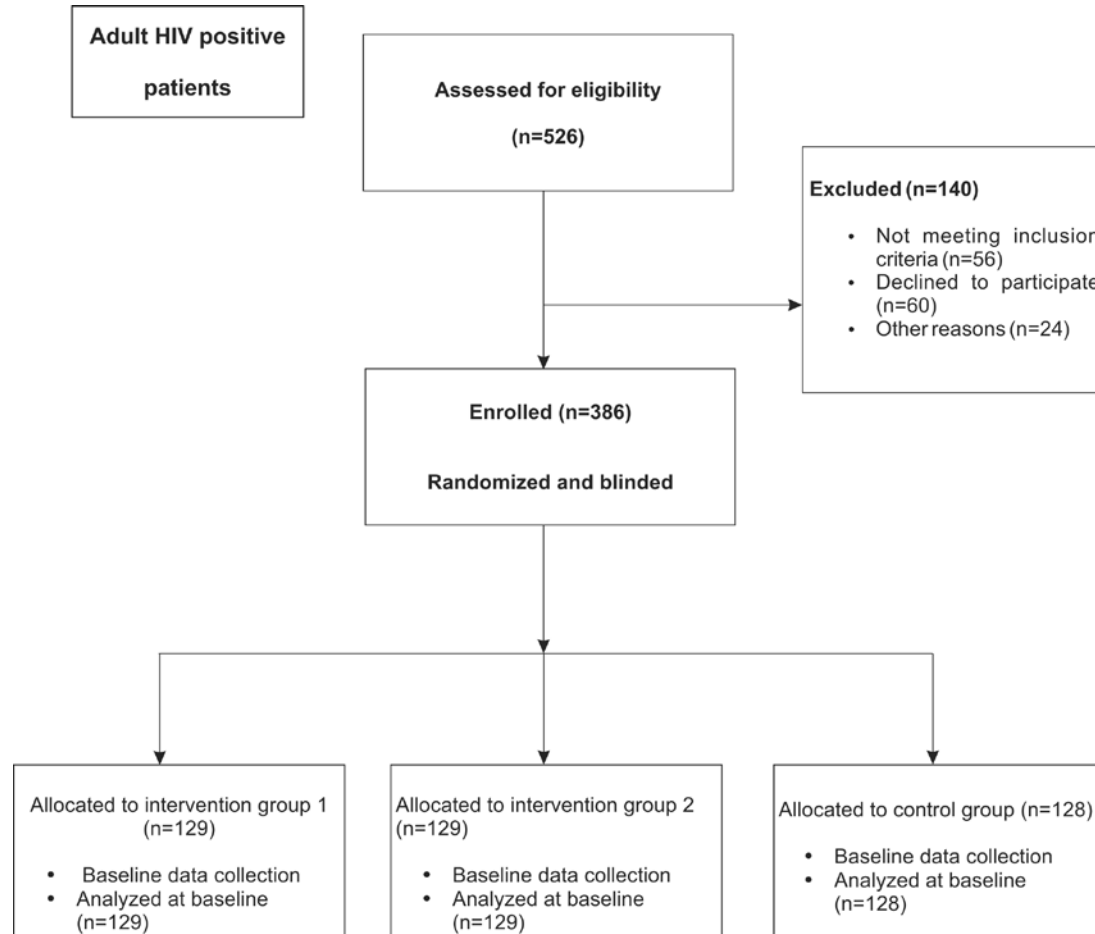 Adult HIV positive
patients
Assessed for eligibility
(n=526)
Excluded (n=140)
• Not meeting inclusion
criteria (n=56)
• Declined to participate
(n=60)
• Other reasons (n=24)
Enrolled (n=386)
Randomized and blinded
Allocated to intervention group 1
(n=129)
• Baseline data collection
• Analyzed at baseline
(n=129)
Allocated to intervention group 2
(n=129)
• Baseline data collection
• Analyzed at baseline
(n=129)
Allocated to control group (n=128)
• Baseline data collection
• Analyzed at baseline
(n=128)